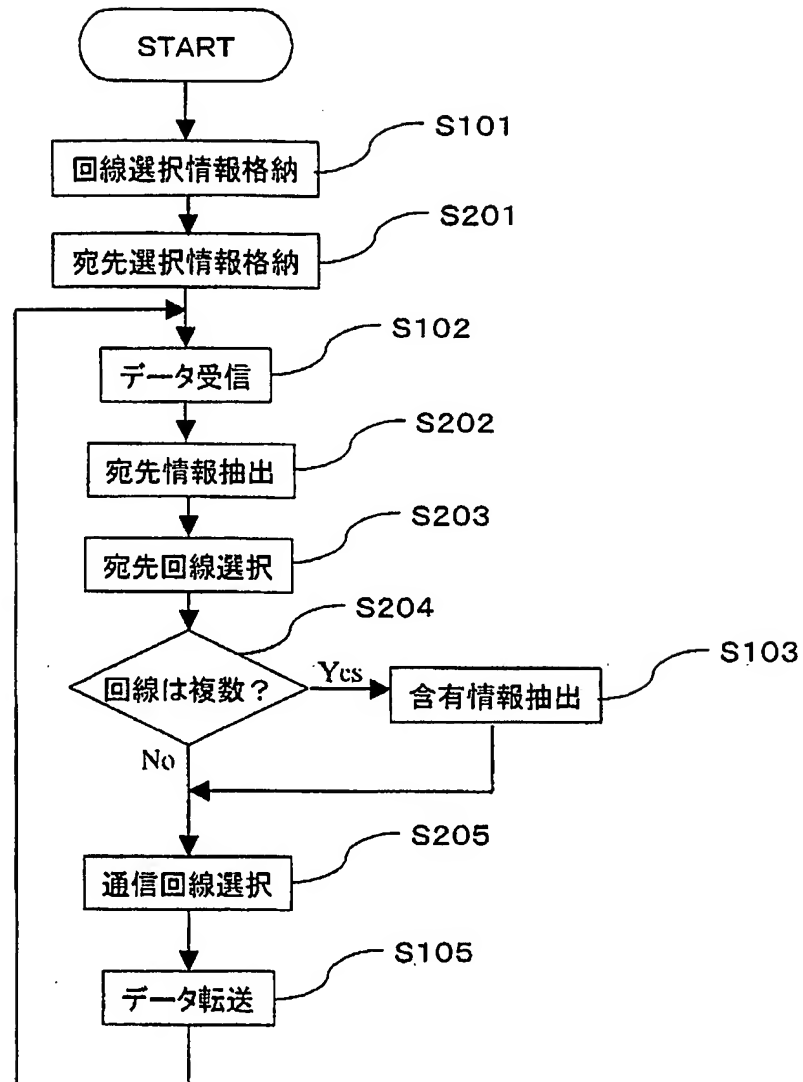 START
S101
回線選択情報格納
S201
宛先選択情報格納
S102
データ受信
S202
宛先情報抽出
S203
宛先回線選択
S204
回線は複数?
Yes
S103
含有情報抽出
No
S205
通信回線選択
S105
データ転送